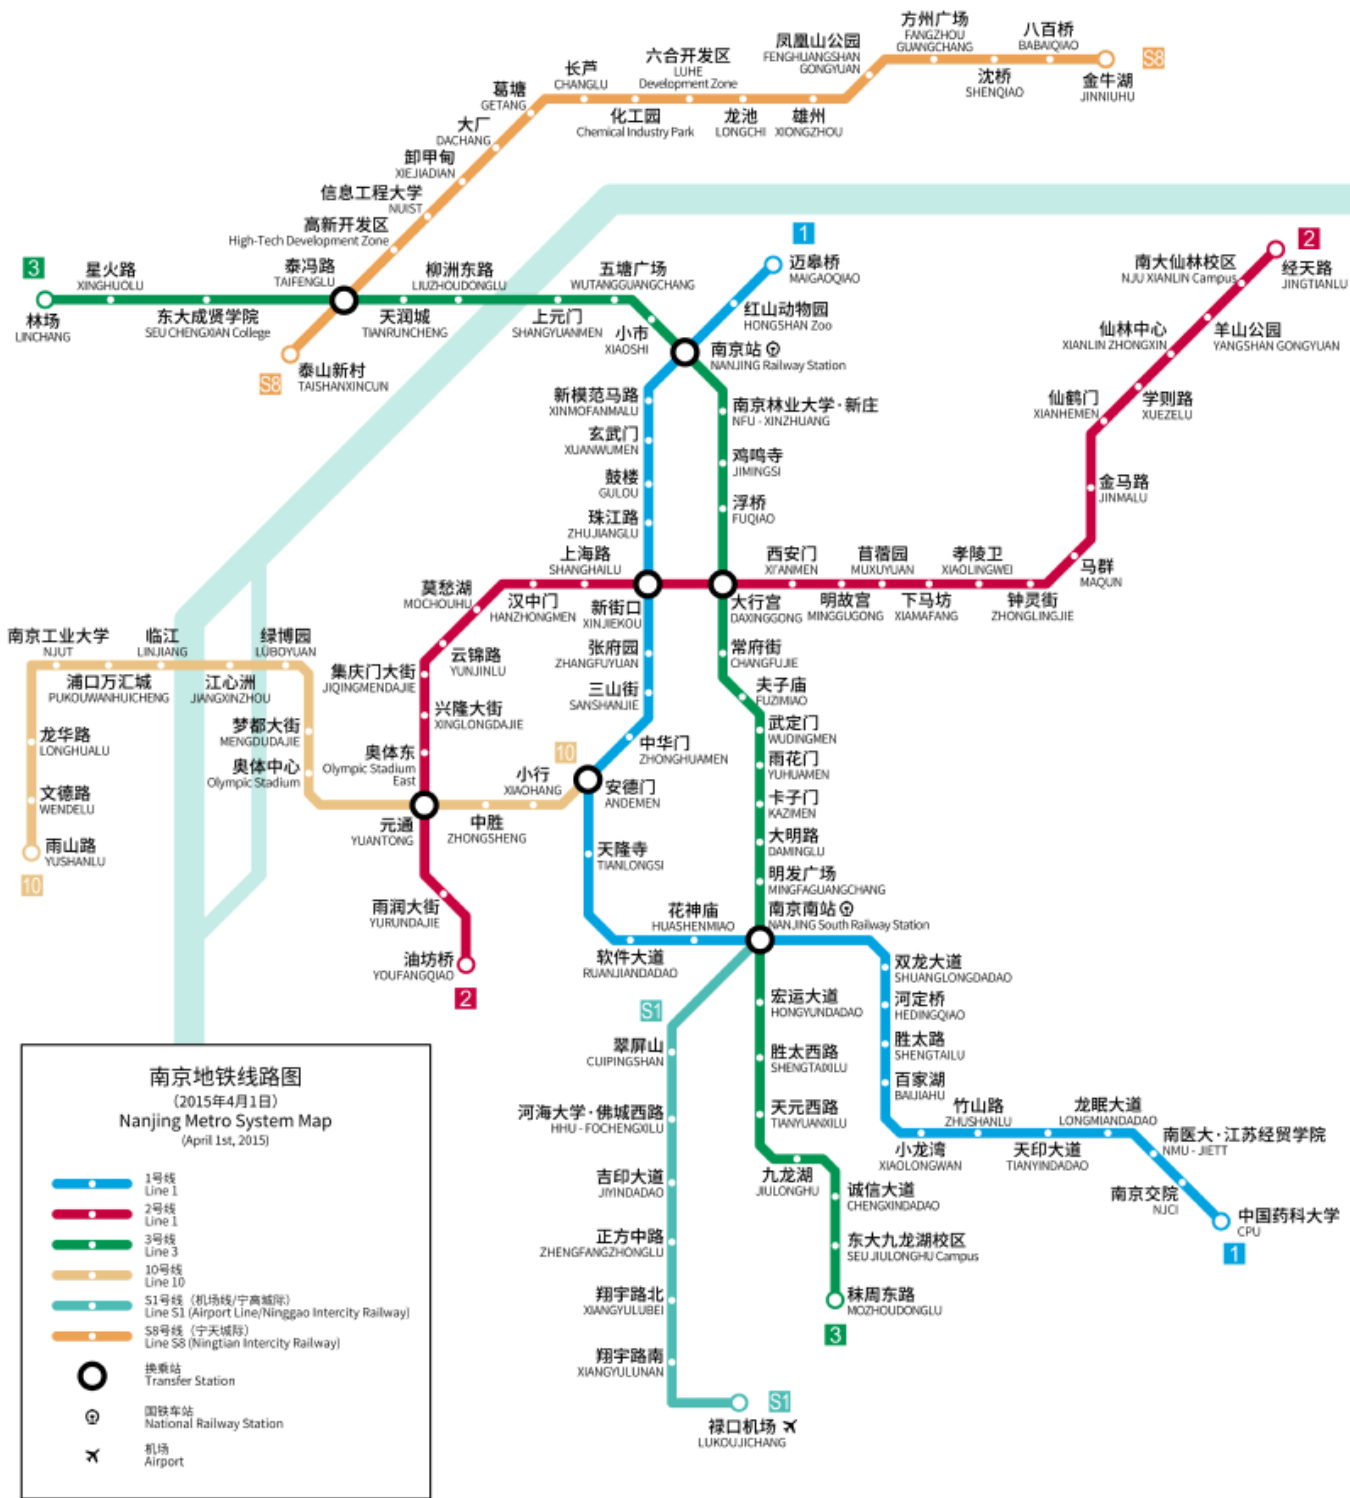 方州广场
FANGZHOU
GUANGCHANG
八百桥
BABAIQIAO
凤凰山公园
FENGHUANGSHAN
GONGYUAN
六合开发区
LUHE
Development Zone
长芦
CHANGLU
S8
沈桥
SHENQIAO
金牛湖
JINNIUHU
葛塘
GETANG
化工园
Chemical Industry Park
龙池
LONGCHI
雄州
XIONGZHOU
大厂
DACHANG
卸甲甸
XIEJIADIAN
信息工程大学
NUIST
高新开发区
High-Tech Development Zone
1
2
3
星火路
XINGHUOLU
泰冯路
TAIFENGLU
柳洲东路
LIUZHOUDONGLU
五塘广场
WUTANGGUANGCHANG
迈皋桥
MAIGAOQIAO
南大仙林校区
NJU XIANLIN Campus
经天路
JINGTIANLU
林场
LINCHANG
东大成贤学院
SEU CHENGXIAN College
天润城
TIANRUNCHENG
上元门
SHANGYUANMEN
小市
XIAOSHI
红山动物园
HONGSHAN Zoo
仙林中心
XIANLIN ZHONGXIN
羊山公园
YANGSHAN GONGYUAN
S8
泰山新村
TAISHANXINCUN
南京站
NANJING Railway Station
新模范马路
XINMOFANMALU
南京林业大学·新庄
NFU - XINZHUANG
仙鹤门
XIANHEMEN
学则路
XUEZELU
玄武门
XUANWUMEN
鸡鸣寺
JIMINGSI
鼓楼
GULOU
金马路
JINMALU
珠江路
ZHUJIANGLU
浮桥
FUQIAO
上海路
SHANGHAILU
西安门
XI'ANMEN
苜蓿园
MUXUYUAN
孝陵卫
XIAOLINGWEI
马群
MAQUN
莫愁湖
MOCHOUHU
汉中门
HANZHONGMEN
新街口
XINJIEKOU
大行宫
DAXINGGONG
明故宫
MINGGUGONG
下马坊
XIAMAFANG
钟灵街
ZHONGLINGJIE
南京工业大学
NJUT
临江
LINJIANG
绿博园
LÜBOYUAN
云锦路
YUNJINLU
张府园
ZHANGFUYUAN
常府街
CHANGFUJIE
浦口万汇城
PUKOUWANHUICHENG
江心洲
JIANGXINZHOU
集庆门大街
JIQINGMENDAJIE
三山街
SANSHANJIE
夫子庙
FUZIMIAO
龙华路
LONGHUALU
梦都大街
MENGDUDAJIE
兴隆大街
XINGLONGDAJIE
中华门
ZHONGHUAMEN
武定门
WUDINGMEN
奥体中心
Olympic Stadium
奥体东
Olympic Stadium
East
10
小行
XIAOHANG
安德门
ANDEMEN
雨花门
YUHUAMEN
文德路
WENDELU
卡子门
KAZIMEN
元通
YUANTONG
中胜
ZHONGSHENG
雨山路
YUSHANLU
大明路
DAMINGLU
天隆寺
TIANLONGSI
10
明发广场
MINGFAGUANGCHANG
雨润大街
YURUNDAJIE
花神庙
HUASHENMIAO
南京南站
NANJING South Railway Station
油坊桥
YOUFANGQIAO
软件大道
RUANJIANDADAO
双龙大道
SHUANGLONGDADAO
2
S1
宏运大道
HONGYUNDADAO
河定桥
HEDINGQIAO
翠屏山
CUIPINGSHAN
胜太西路
SHENGTAIXILU
胜太路
SHENGTAILU
百家湖
BAIJIAHU
河海大学·佛城西路
HHU - FOCHENGXILU
天元西路
TIANYUANXILU
竹山路
ZHUSHANLU
龙眠大道
LONGMIANDADAO
小龙湾
XIAOLONGWAN
天印大道
TIANYINDADAO
南医大·江苏经贸学院
NMU - JIETT
吉印大道
JIYINDADAO
九龙湖
JIULONGHU
诚信大道
CHENGXINDADAO
南京交院
NJCI
中国药科大学
CPU
正方中路
ZHENGFANGZHONGLU
东大九龙湖校区
SEU JIULONGHU Campus
1
翔宇路北
XIANGYULUBEI
秣周东路
MOZHOUDONGLU
3
翔宇路南
XIANGYULUNAN
S1
禄口机场
LUKOUJICHANG
南京地铁线路图
（2015年4月1日）
Nanjing Metro System Map
(April 1st, 2015)
1号线
Line 1
2号线
Line 1
3号线
Line 3
10号线
Line 10
S1号线（机场线/宁高城际）
Line S1 (Airport Line/Ninggao Intercity Railway)
S8号线（宁天城际）
Line S8 (Ningtian Intercity Railway)
换乘站
Transfer Station
国铁车站
National Railway Station
机场
Airport